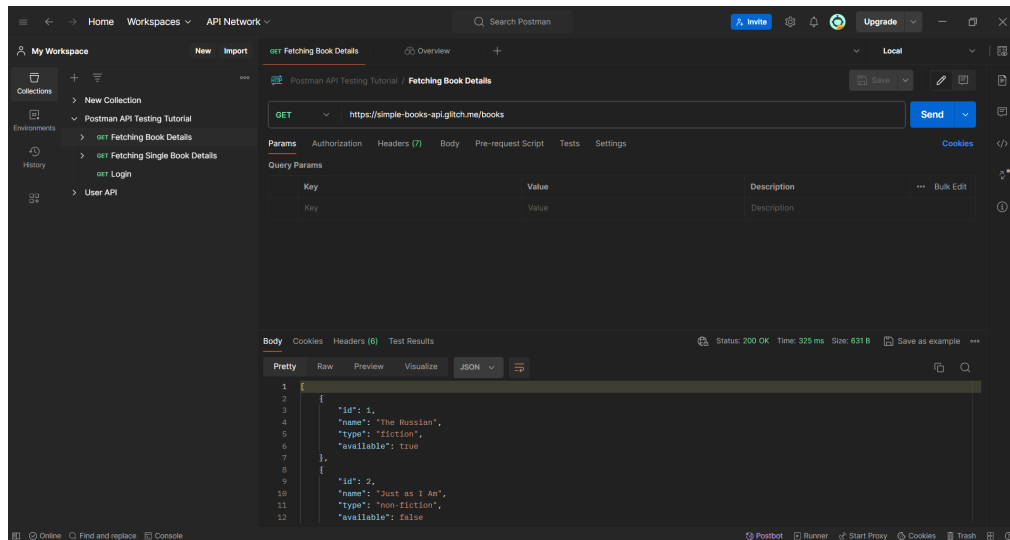 Home Workspaces API Network Search Postman Invite Upgrade
My Workspace New Import GET Fetching Book Details Overview Local
Collections
Environments
History
New Collection
Postman API Testing Tutorial
GET Fetching Book Details
GET Fetching Single Book Details
GET Login
User API
Postman API Testing Tutorial / Fetching Book Details Save
GET https://simple-books-api.glitch.me/books Send
Params Authorization Headers (7) Body Pre-request Script Tests Settings Cookies
Query Params
Key Value Description Bulk Edit
Key Value Description
Body Cookies Headers (6) Test Results Status: 200 OK Time: 325 ms Size: 631 B Save as example
Pretty Raw Preview Visualize JSON
1 [
2 {
3 "id": 1,
4 "name": "The Russian",
5 "type": "fiction",
6 "available": true
7 },
8 {
9 "id": 2,
10 "name": "Just as I Am",
11 "type": "non-fiction",
12 "available": false
Online Find and replace Console Postbot Runner Start Proxy Cookies Trash